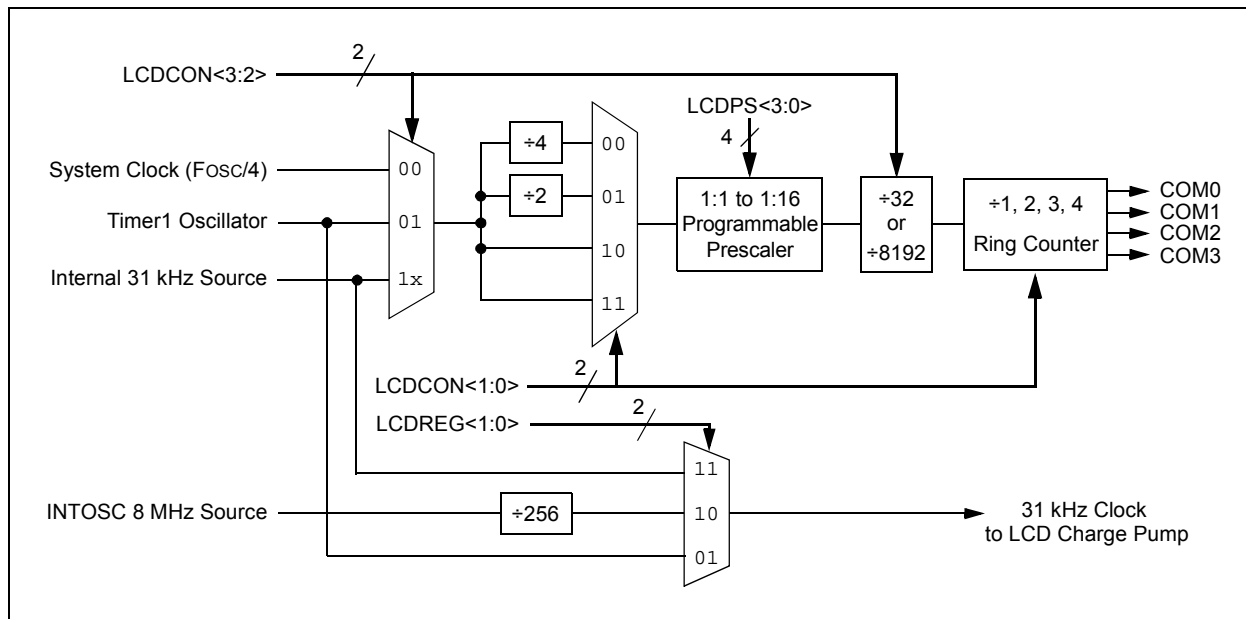 2
LCDCON<3:2>
LCDPS<3:0>
4
÷4
00
System Clock (FOSC/4)
00
÷2
01
1:1 to 1:16
Programmable
Prescaler
÷32
or
÷8192
÷1, 2, 3, 4
Ring Counter
COM0
COM1
COM2
COM3
Timer1 Oscillator
01
10
Internal 31 kHz Source
1x
11
2
LCDCON<1:0>
2
LCDREG<1:0>
11
INTOSC 8 MHz Source
÷256
10
31 kHz Clock
to LCD Charge Pump
01